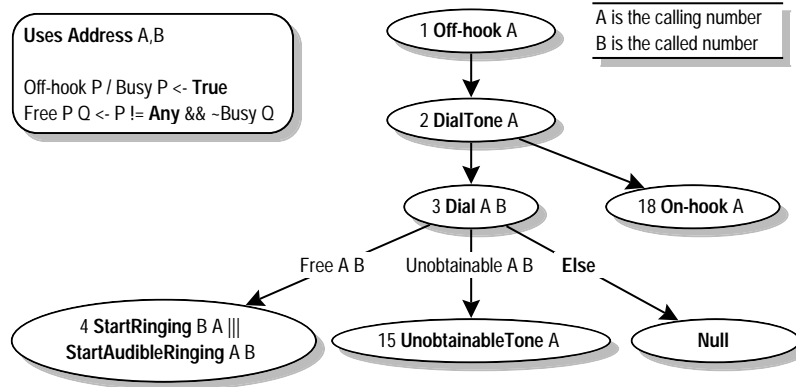 Uses Address A,B
Off-hook P / Busy P <- True
Free P Q <- P != Any && ~Busy Q
1 Off-hook A
A is the calling number
B is the called number
2 DialTone A
3 Dial A B
18 On-hook A
Free A B
Unobtainable A B
Else
4 StartRinging B A |||
StartAudibleRinging A B
15 UnobtainableTone A
Null